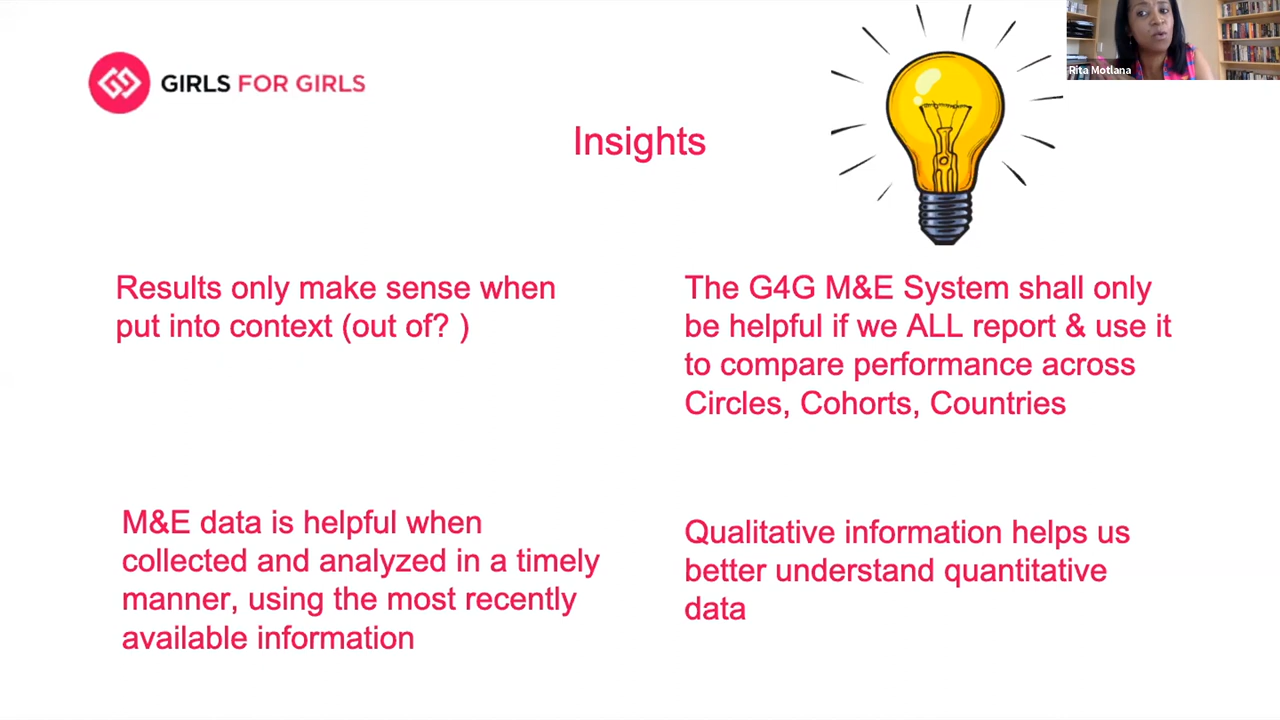 GIRLS FOR GIRLS
Rita Motlana
Insights
Results only make sense when
put into context (out of? )
The G4G M&E System shall only
be helpful if we ALL report & use it
to compare performance across
Circles, Cohorts, Countries
M&E data is helpful when
collected and analyzed in a timely
manner, using the most recently
available information
Qualitative information helps us
better understand quantitative
data